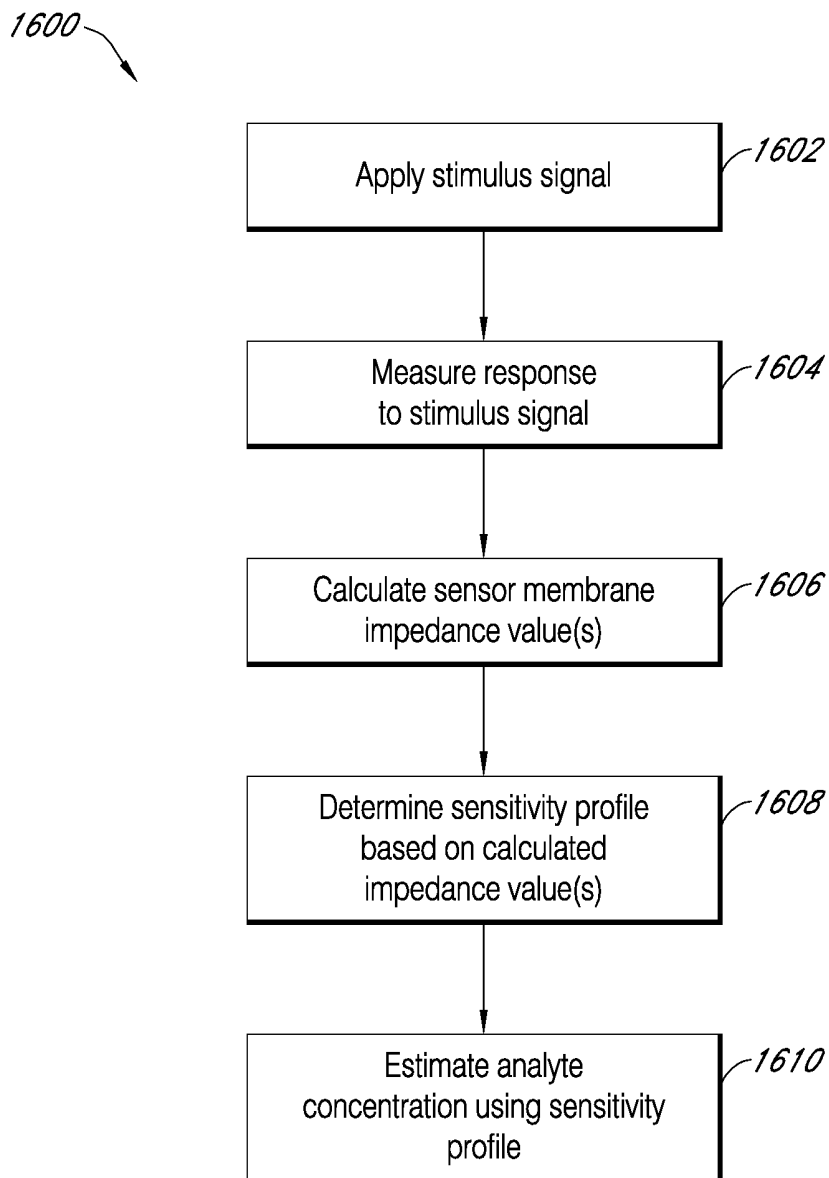 1600
Apply stimulus signal
1602
Measure response
to stimulus signal
1604
Calculate sensor membrane
impedance value(s)
1606
Determine sensitivity profile
based on calculated
impedance value(s)
1608
Estimate analyte
concentration using sensitivity
profile
1610